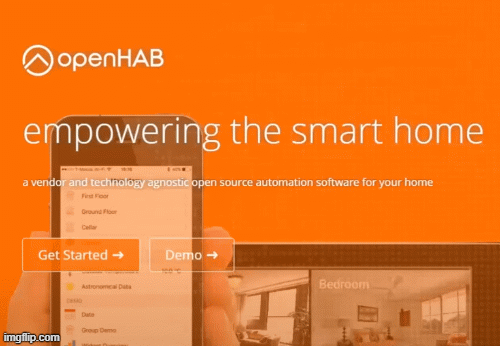 openHAB
empowering the smart home
a vendor and technology agnostic open source automation software for your home
First Floor
Ground Floor
Cellar
Get Started →
Demo →
Astronomical Data
Bedroom
Data
Group Demo
imgflip.com